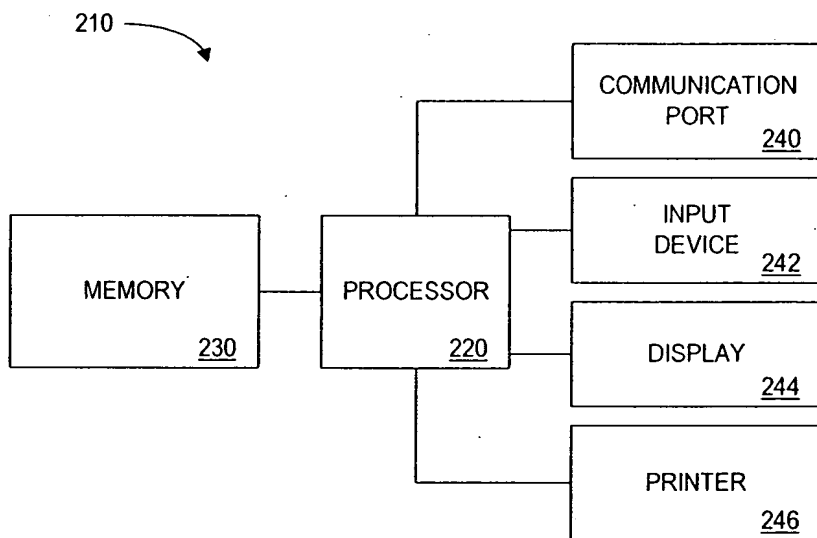 210
COMMUNICATION
PORT
240
INPUT
DEVICE
242
MEMORY
230
PROCESSOR
220
DISPLAY
244
PRINTER
246